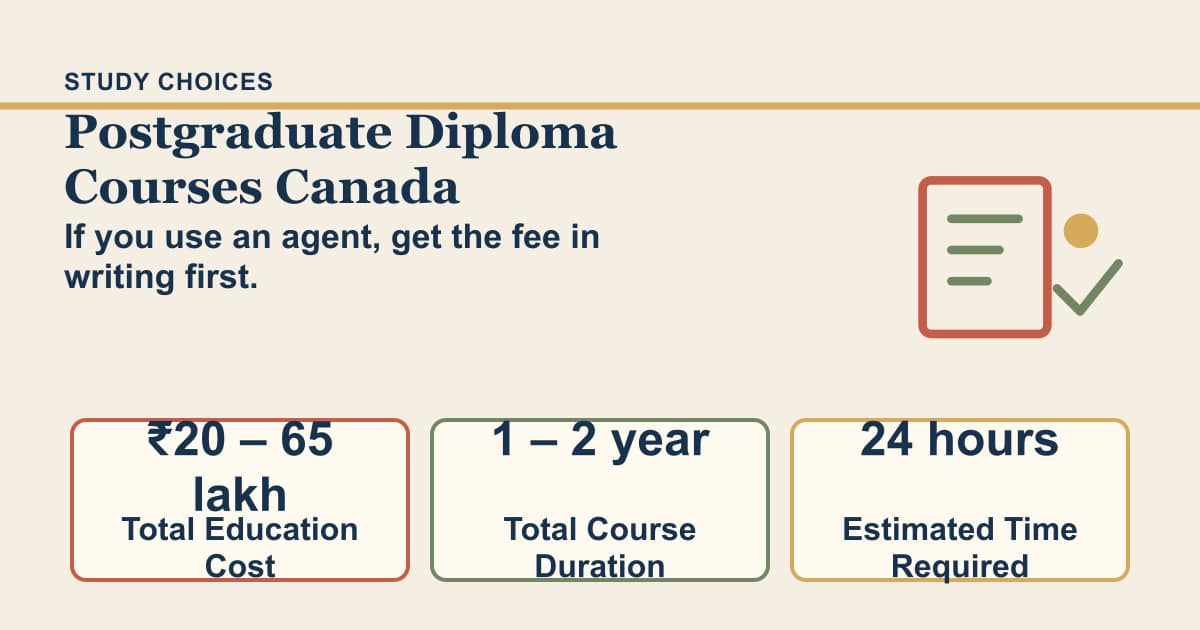 STUDY CHOICES
Postgraduate Diploma
Courses Canada
If you use an agent, get the fee in
writing first.
₹20 – 65
lakh
Total Education
Cost
1 – 2 year
Total Course
Duration
24 hours
Estimated Time
Required